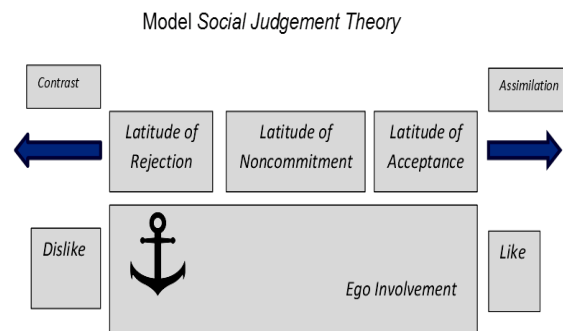 Model Social Judgement Theory
Contrast
Assimilation
Latitude of
Rejection
Latitude of
Noncommitment
Latitude of
Acceptance
Dislike
Like
Ego Involvement